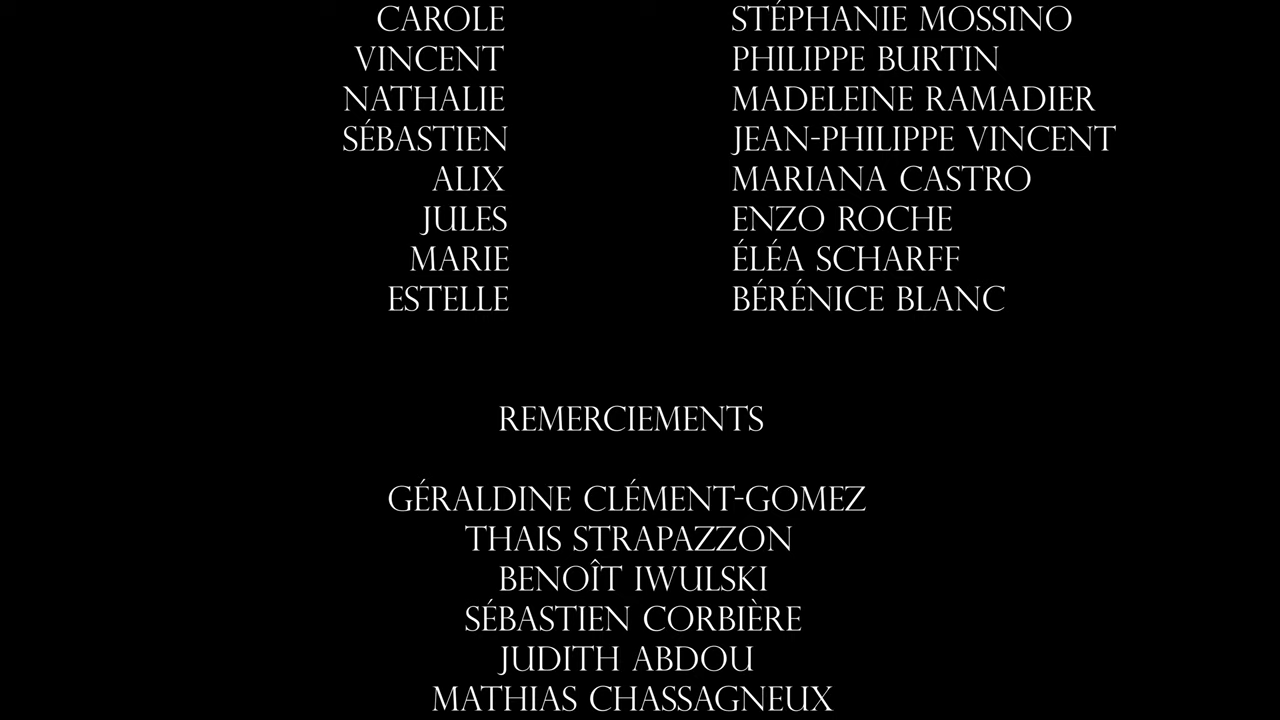 CAROLE STÉPHANIE MOSSINO
VINCENT PHILIPPE BURTIN
NATHALIE MADELEINE RAMADIER
SÉBASTIEN JEAN-PHILIPPE VINCENT
ALIX MARIANA CASTRO
JULES ENZO ROCHE
MARIE ÉLÉA SCHARFF
ESTELLE BÉRÉNICE BLANC
REMERCIEMENTS
GÉRALDINE CLÉMENT-GOMEZ
THAIS STRAPAZZON
BENOÎT IWULSKI
SÉBASTIEN CORBIÈRE
JUDITH ABDOU
MATHIAS CHASSAGNEUX